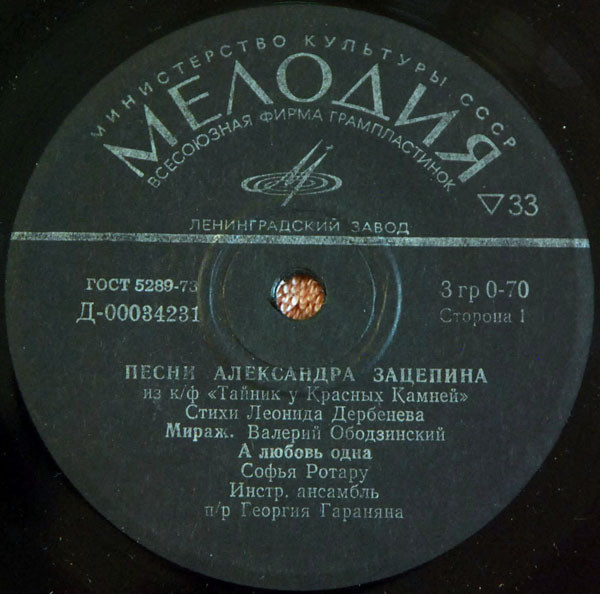 МИНИСТЕРСТВО КУЛЬТУРЫ СССР
МЕЛОДИЯ
ВСЕСОЮЗНАЯ ФИРМА ГРАМПЛАСТИНОК
▽33
ЛЕНИНГРАДСКИЙ ЗАВОД
ГОСТ 5289-73
Д-00034231
3 гр 0-70
Сторона 1
ПЕСНИ АЛЕКСАНДРА ЗАЦЕПИНА
из к/ф «Тайник у Красных Камней»
Стихи Леонида Дербенева
Мираж. Валерий Ободзинский
А любовь одна
Софья Ротару
Инстр. ансамбль
п/р Георгия Гараняна